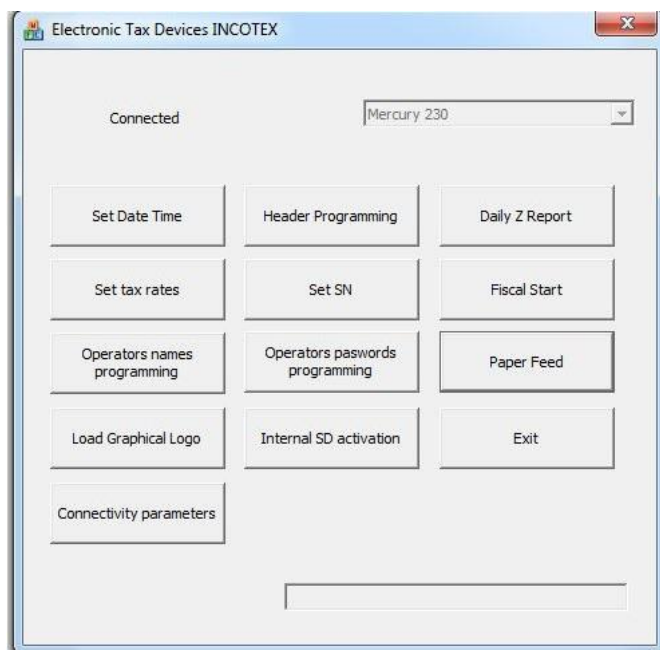 Electronic Tax Devices INCOTEX
Connected
Mercury 230
Set Date Time
Header Programming
Daily Z Report
Set tax rates
Set SN
Fiscal Start
Operators names
programming
Operators paswords
programming
Paper Feed
Load Graphical Logo
Internal SD activation
Exit
Connectivity parameters